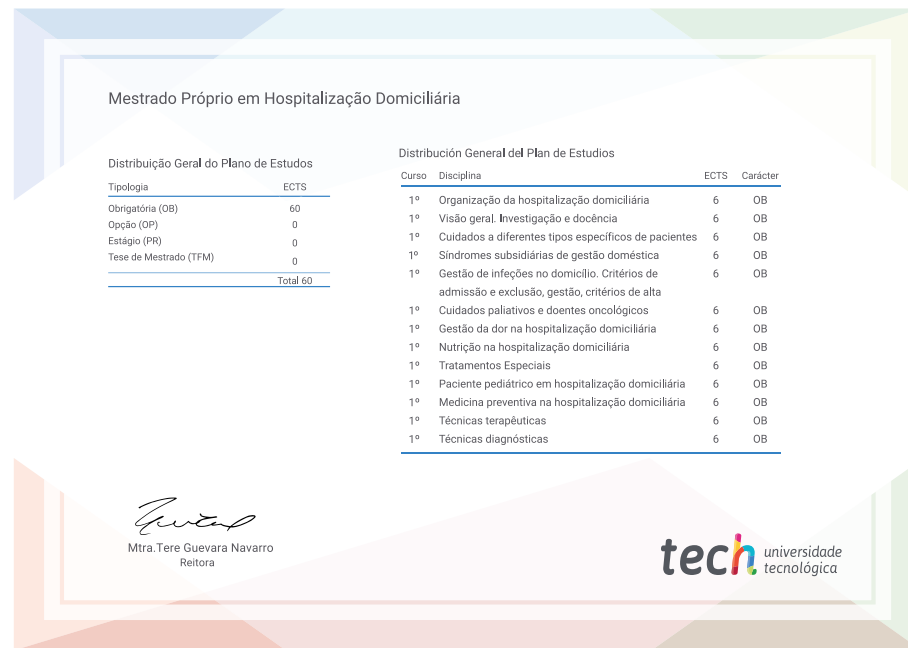 Mestrado Próprio em Hospitalização Domiciliária
Distribuição Geral do Plano de Estudos
Tipologia ECTS
Obrigatória (OB) 60
Opção (OP) 0
Estágio (PR) 0
Tese de Mestrado (TFM) 0
Total 60
Distribución General del Plan de Estudios
Curso Disciplina ECTS Carácter
1º Organização da hospitalização domiciliária 6 OB
1º Visão geral. Investigação e docência 6 OB
1º Cuidados a diferentes tipos específicos de pacientes 6 OB
1º Síndromes subsidiárias de gestão doméstica 6 OB
1º Gestão de infeções no domicílio. Critérios de 6 OB
admissão e exclusão, gestão, critérios de alta
1º Cuidados paliativos e doentes oncológicos 6 OB
1º Gestão da dor na hospitalização domiciliária 6 OB
1º Nutrição na hospitalização domiciliária 6 OB
1º Tratamentos Especiais 6 OB
1º Paciente pediátrico em hospitalização domiciliária 6 OB
1º Medicina preventiva na hospitalização domiciliária 6 OB
1º Técnicas terapêuticas 6 OB
1º Técnicas diagnósticas 6 OB
Mtra.Tere Guevara Navarro
Reitora
tech universidade
tecnológica